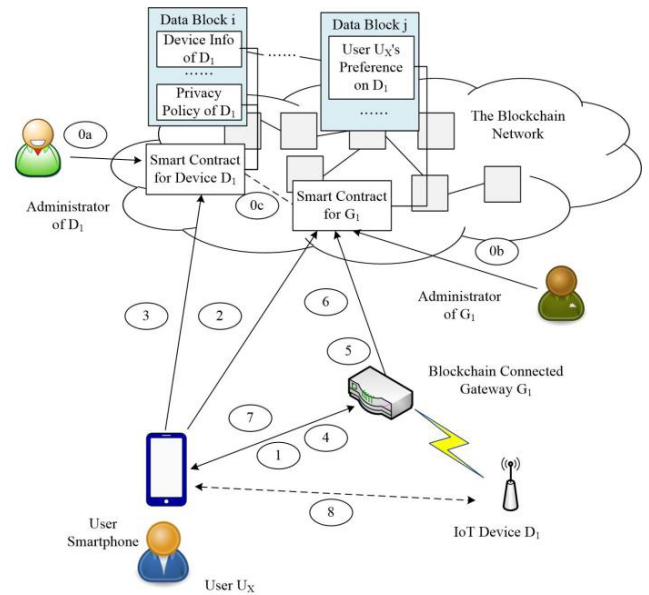 Data Block i
Device Info
of D₁
......
Privacy
Policy of D₁
......
Data Block j
User Uₓ's
Preference
on D₁
......
The Blockchain
Network
0a
Administrator
of D₁
Smart Contract
for Device D₁
0c
Smart Contract
for G₁
0b
Administrator
of G₁
3
2
6
5
Blockchain Connected
Gateway G₁
7
1
4
8
User
Smartphone
User Uₓ
IoT Device D₁